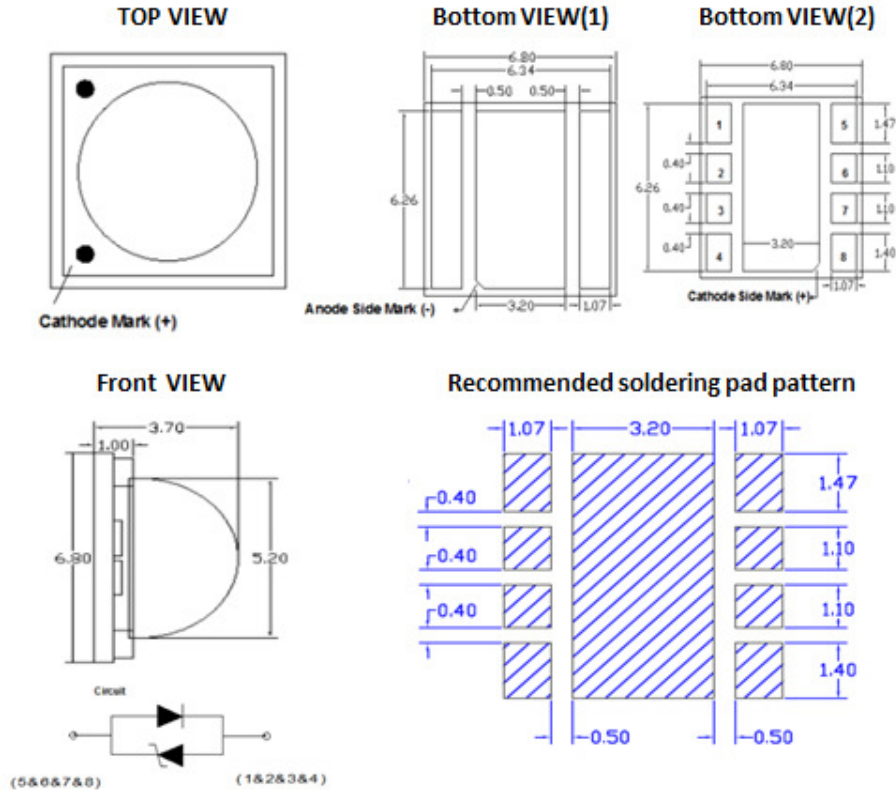 TOP VIEW
Cathode Mark (+)
Bottom VIEW(1)
6.80
6.34
0.50 0.50
6.26
Anode Side Mark (-)
3.20 1.07
Bottom VIEW(2)
6.80
6.34
1 5 1.47
0.40 2 6 1.10
6.26
0.40 3 7 1.10
0.40 4 3.20 8 1.40
Cathode Side Mark (+) 1.07
Front VIEW
3.70
1.00
6.80 5.20
Circuit
(5&6&7&8) (1&2&3&4)
Recommended soldering pad pattern
1.07 3.20 1.07
1.47
0.40
1.10
0.40
1.10
0.40
1.40
0.50 0.50